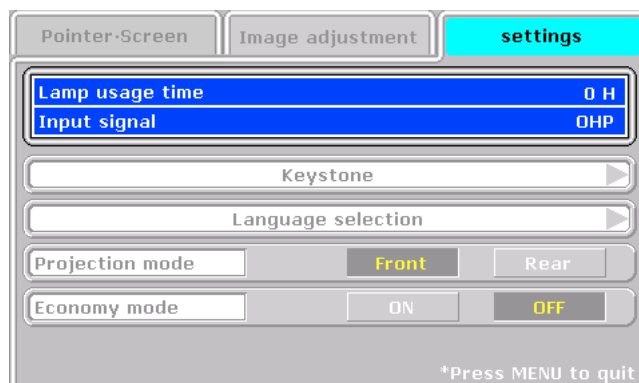 Pointer·Screen Image adjustment settings
Lamp usage time 0 H
Input signal OHP
Keystone
Language selection
Projection mode Front Rear
Economy mode ON OFF
*Press MENU to quit